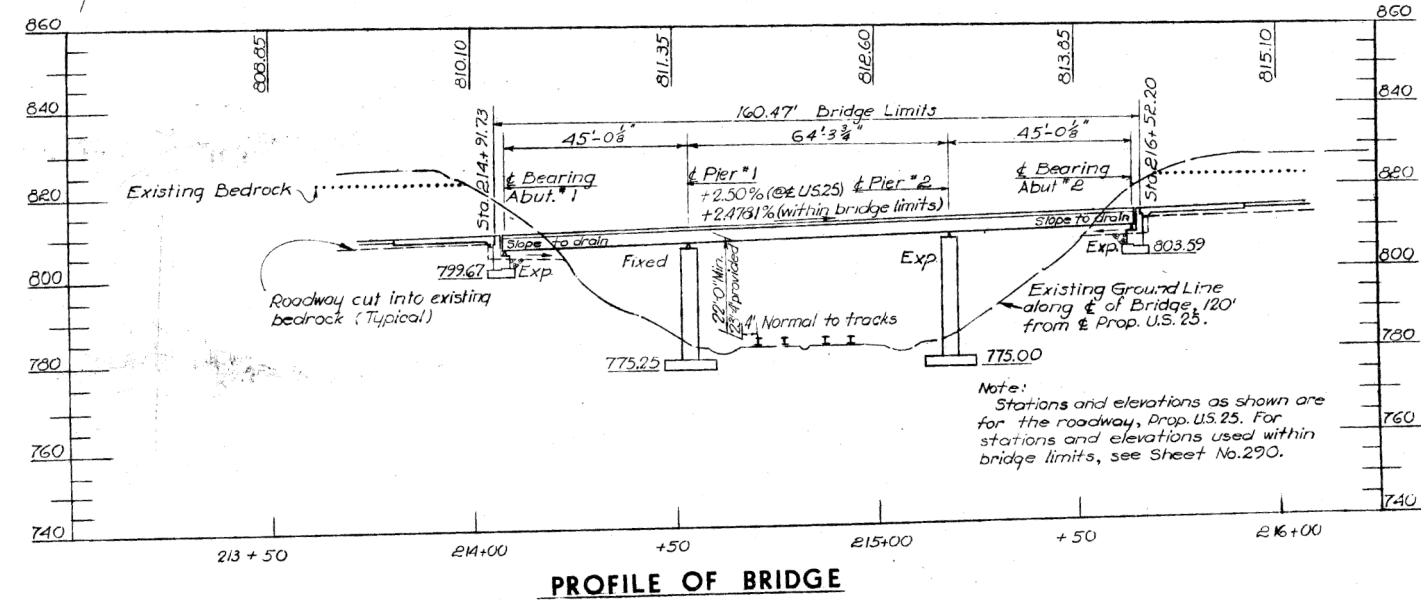 860
860
808.85
810.10
811.35
812.60
813.85
815.10
840
840
Sta. 214+91.73
160.47' Bridge Limits
Sta. 216+52.20
45'-0⅛"
64'-3¾"
45'-0⅛"
Existing Bedrock
℄ Bearing
Abut. #1
℄ Pier #1
+2.50% (@℄ U.S.25)
℄ Pier #2
+2.4781% (within bridge limits)
℄ Bearing
Abut #2
820
820
Slope to drain
Slope to drain
799.67
Exp.
Fixed
22'-0" Min.
23'-4" provided
Exp.
Exp.
803.59
800
800
Roadway cut into existing
bedrock (Typical)
4' Normal to tracks
Existing Ground Line
along ℄ of Bridge, 120'
from ℄ Prop. U.S. 25.
780
775.25
775.00
780
Note:
Stations and elevations as shown are
for the roadway, Prop. U.S. 25. For
stations and elevations used within
bridge limits, see Sheet No. 290.
760
760
740
740
213 + 50
214+00
+50
215+00
+50
216+00
PROFILE OF BRIDGE